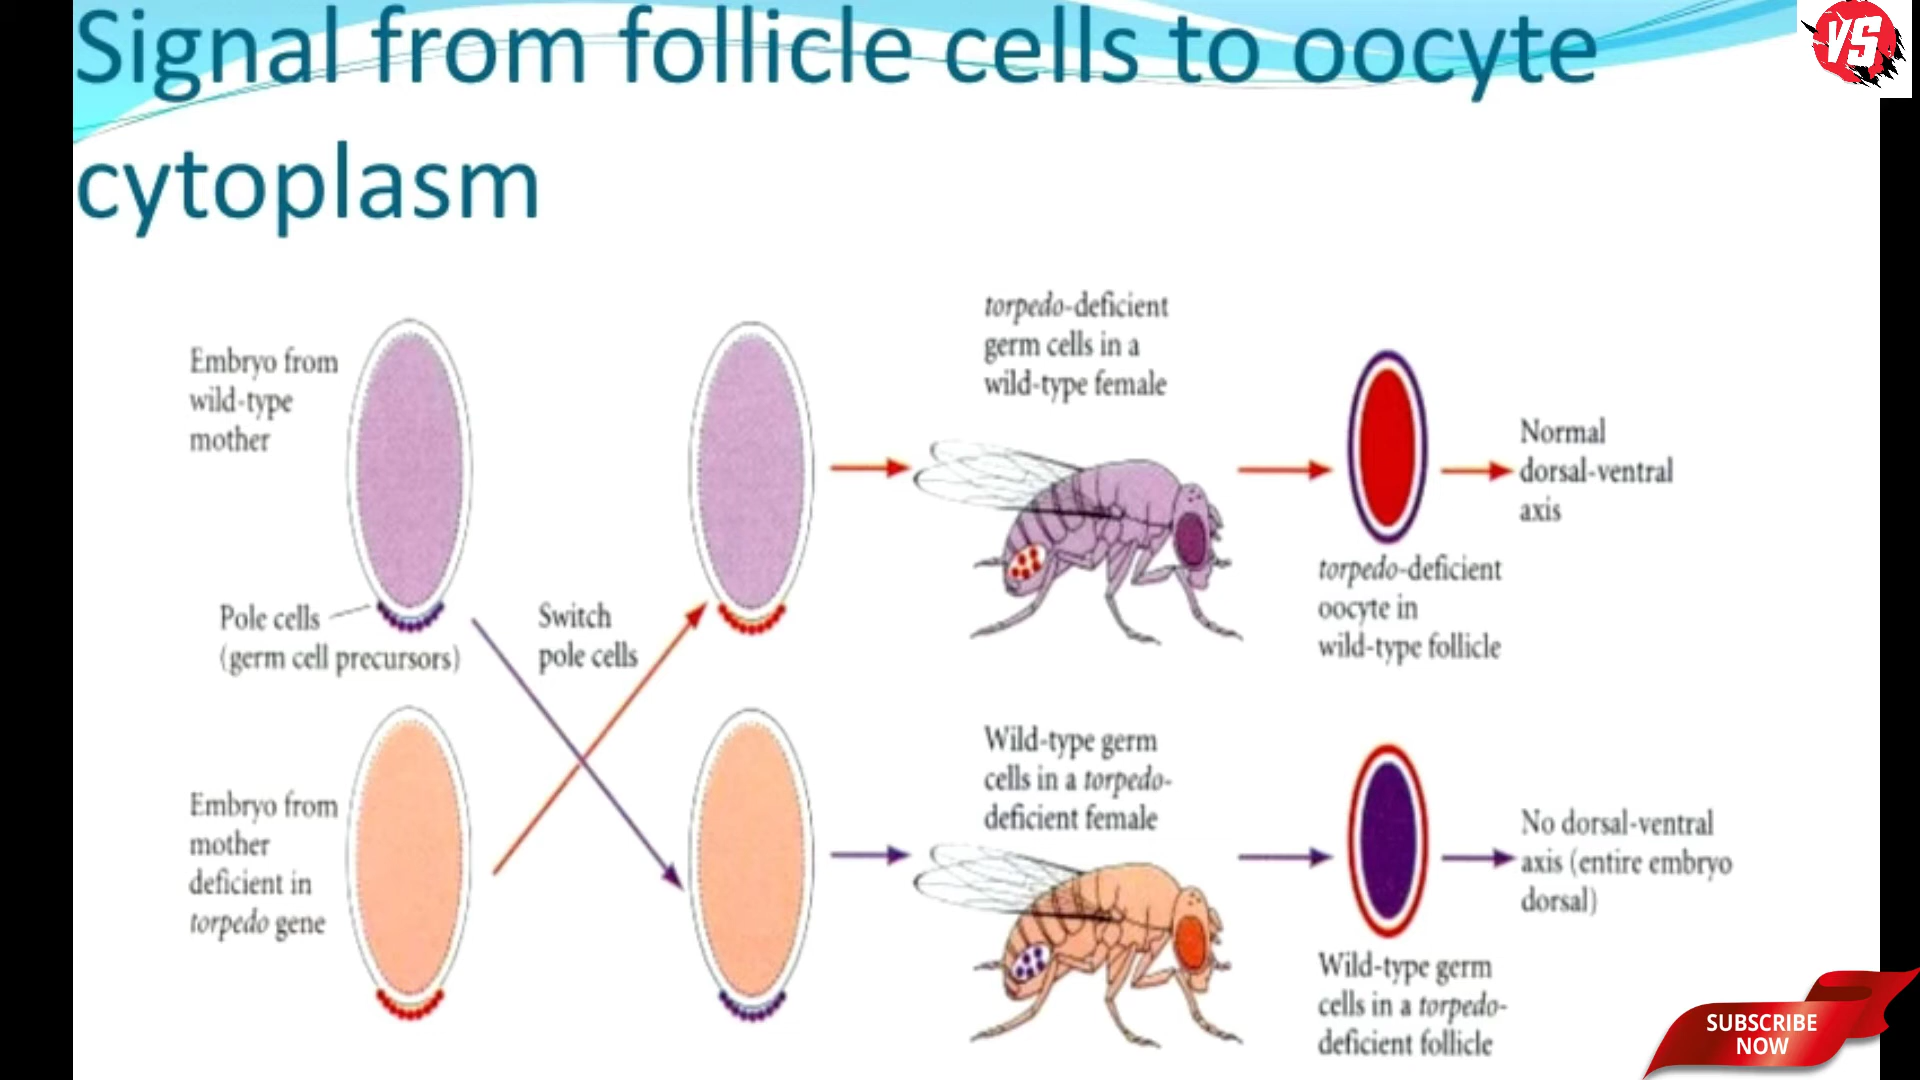 Signal from follicle cells to oocyte
cytoplasm
VS
Embryo from
wild-type
mother
Pole cells
(germ cell precursors)
Switch
pole cells
torpedo-deficient
germ cells in a
wild-type female
Normal
dorsal-ventral
axis
torpedo-deficient
oocyte in
wild-type follicle
Embryo from
mother
deficient in
torpedo gene
Wild-type germ
cells in a torpedo-
deficient female
No dorsal-ventral
axis (entire embryo
dorsal)
Wild-type germ
cells in a torpedo-
deficient follicle
SUBSCRIBE
NOW